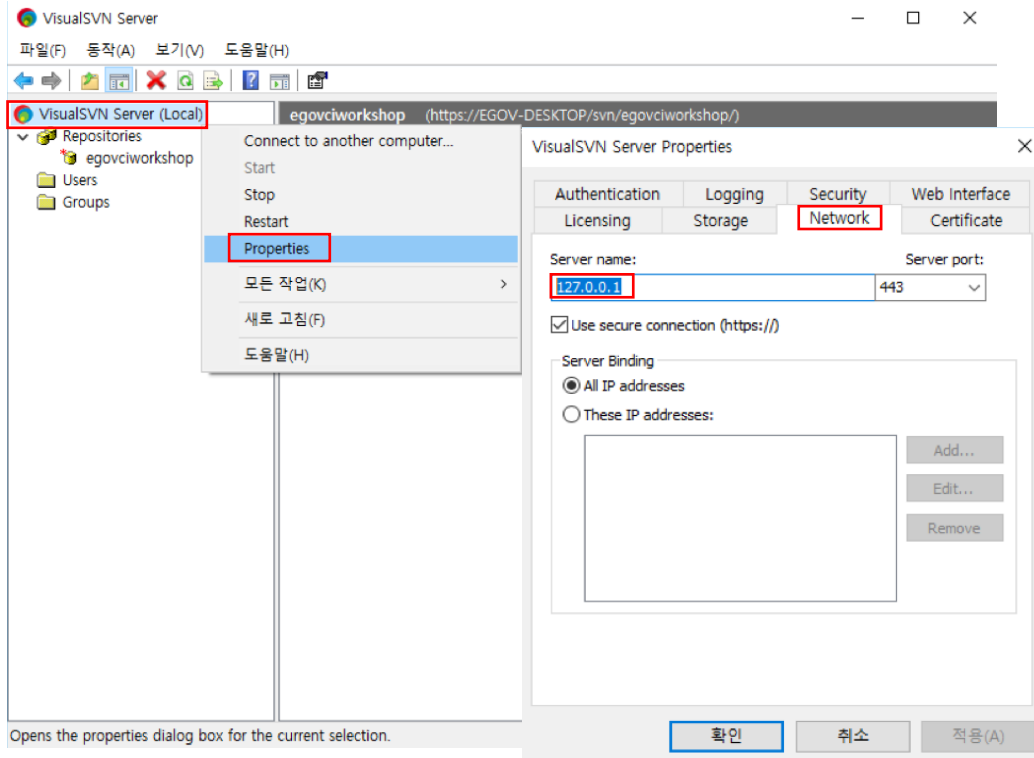 VisualSVN Server
파일(F) 동작(A) 보기(V) 도움말(H)
VisualSVN Server (Local)
Repositories
egovciworkshop
Users
Groups
egovciworkshop (https://EGOV-DESKTOP/svn/egovciworkshop/)
Connect to another computer...
Start
Stop
Restart
Properties
모든 작업(K)
새로 고침(F)
도움말(H)
VisualSVN Server Properties
Authentication Logging Security Web Interface
Licensing Storage Network Certificate
Server name: Server port:
127.0.0.1 443
Use secure connection (https://)
Server Binding
All IP addresses
These IP addresses:
Add...
Edit...
Remove
확인 취소 적용(A)
Opens the properties dialog box for the current selection.